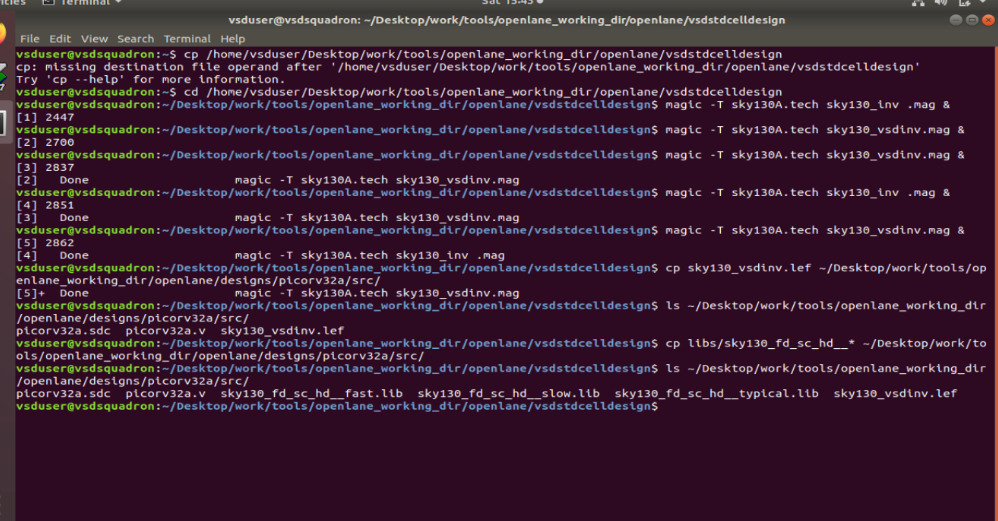 Terminal
Sat 15:43
vsduser@vsdsquadron: ~/Desktop/work/tools/openlane_working_dir/openlane/vsdstdcelldesign
File Edit View Search Terminal Help
vsduser@vsdsquadron:~$ cp /home/vsduser/Desktop/work/tools/openlane_working_dir/openlane/vsdstdcelldesign
cp: missing destination file operand after '/home/vsduser/Desktop/work/tools/openlane_working_dir/openlane/vsdstdcelldesign'
Try 'cp --help' for more information.
vsduser@vsdsquadron:~$ cd /home/vsduser/Desktop/work/tools/openlane_working_dir/openlane/vsdstdcelldesign
vsduser@vsdsquadron:~/Desktop/work/tools/openlane_working_dir/openlane/vsdstdcelldesign$ magic -T sky130A.tech sky130_inv .mag &
[1] 2447
vsduser@vsdsquadron:~/Desktop/work/tools/openlane_working_dir/openlane/vsdstdcelldesign$ magic -T sky130A.tech sky130_vsdinv.mag &
[2] 2700
vsduser@vsdsquadron:~/Desktop/work/tools/openlane_working_dir/openlane/vsdstdcelldesign$ magic -T sky130A.tech sky130_vsdinv.mag &
[3] 2837
[2]   Done                    magic -T sky130A.tech sky130_vsdinv.mag
vsduser@vsdsquadron:~/Desktop/work/tools/openlane_working_dir/openlane/vsdstdcelldesign$ magic -T sky130A.tech sky130_inv .mag &
[4] 2851
[3]   Done                    magic -T sky130A.tech sky130_vsdinv.mag
vsduser@vsdsquadron:~/Desktop/work/tools/openlane_working_dir/openlane/vsdstdcelldesign$ magic -T sky130A.tech sky130_vsdinv.mag &
[5] 2862
[4]   Done                    magic -T sky130A.tech sky130_inv .mag
vsduser@vsdsquadron:~/Desktop/work/tools/openlane_working_dir/openlane/vsdstdcelldesign$ cp sky130_vsdinv.lef ~/Desktop/work/tools/op
enlane_working_dir/openlane/designs/picorv32a/src/
[5]+  Done                    magic -T sky130A.tech sky130_vsdinv.mag
vsduser@vsdsquadron:~/Desktop/work/tools/openlane_working_dir/openlane/vsdstdcelldesign$ ls ~/Desktop/work/tools/openlane_working_dir
/openlane/designs/picorv32a/src/
picorv32a.sdc  picorv32a.v  sky130_vsdinv.lef
vsduser@vsdsquadron:~/Desktop/work/tools/openlane_working_dir/openlane/vsdstdcelldesign$ cp libs/sky130_fd_sc_hd__* ~/Desktop/work/to
ols/openlane_working_dir/openlane/designs/picorv32a/src/
vsduser@vsdsquadron:~/Desktop/work/tools/openlane_working_dir/openlane/vsdstdcelldesign$ ls ~/Desktop/work/tools/openlane_working_dir
/openlane/designs/picorv32a/src/
picorv32a.sdc  picorv32a.v  sky130_fd_sc_hd__fast.lib  sky130_fd_sc_hd__slow.lib  sky130_fd_sc_hd__typical.lib  sky130_vsdinv.lef
vsduser@vsdsquadron:~/Desktop/work/tools/openlane_working_dir/openlane/vsdstdcelldesign$